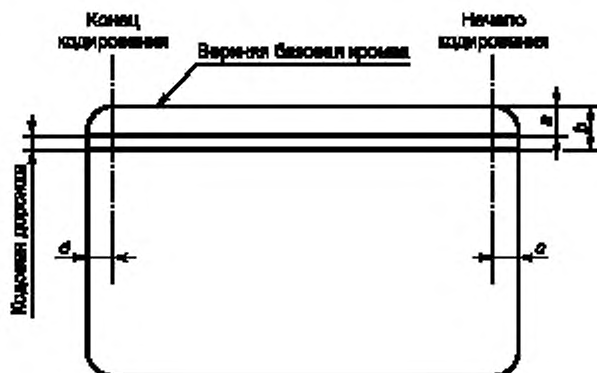 Конец
кодирования
Начало
кодирования
Верхняя базовая кромка
a
b
Кодовая дорожка
d
c